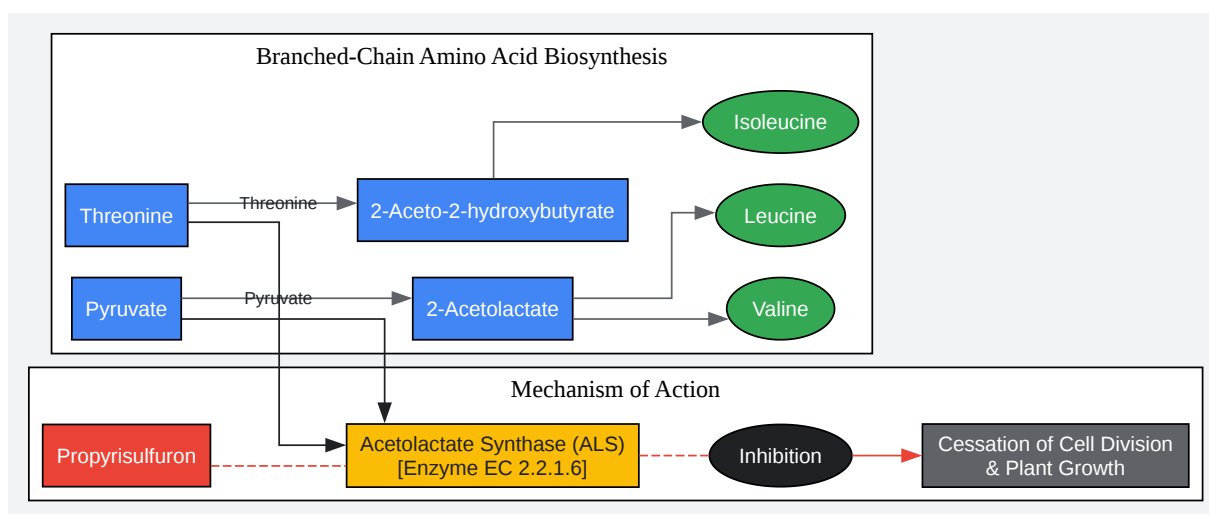 Branched-Chain Amino Acid Biosynthesis
Isoleucine
Threonine
Threonine
2-Aceto-2-hydroxybutyrate
Leucine
Pyruvate
Pyruvate
2-Acetolactate
Valine
Mechanism of Action
Propyrisulfuron
Acetolactate Synthase (ALS)
[Enzyme EC 2.2.1.6]
Inhibition
Cessation of Cell Division
& Plant Growth